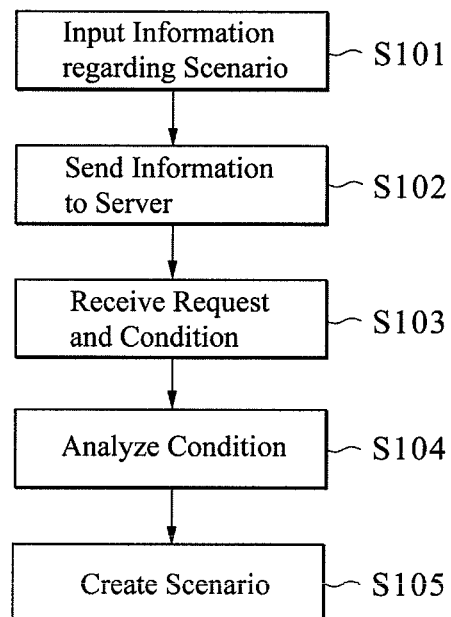 Input Information
regarding Scenario
S101
Send Information
to Server
S102
Receive Request
and Condition
S103
Analyze Condition
S104
Create Scenario
S105